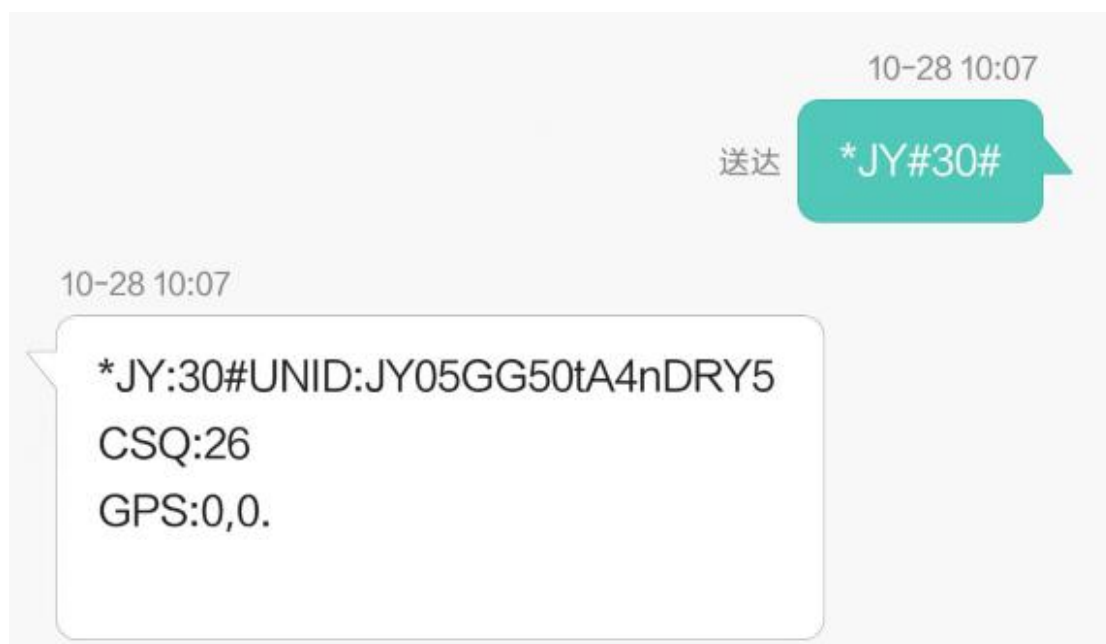 10-28 10:07
送达
*JY#30#
10-28 10:07
*JY:30#UNID:JY05GG50tA4nDRY5
CSQ:26
GPS:0,0.